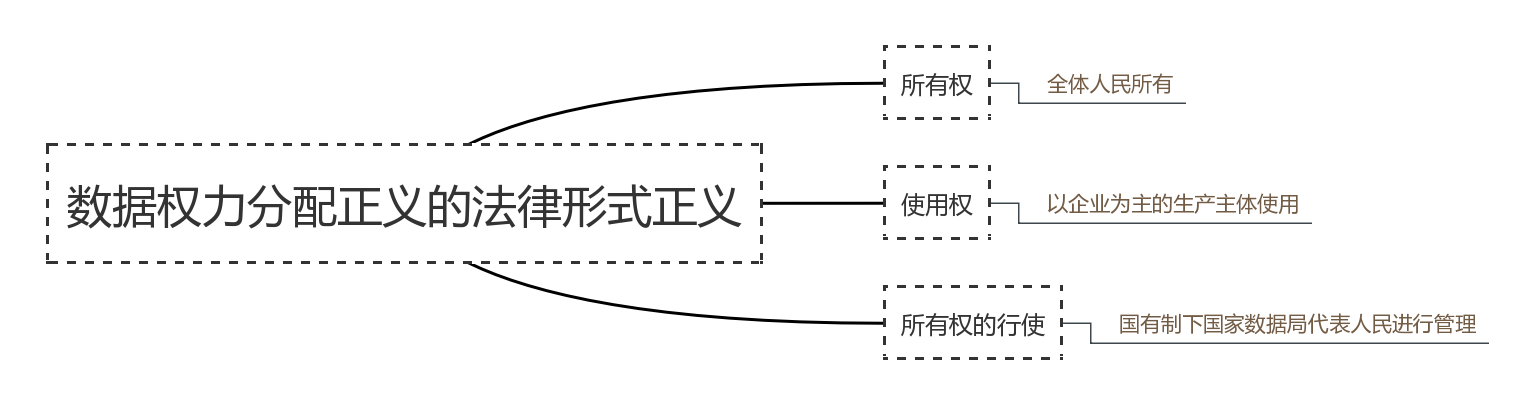 数据权力分配正义的法律形式正义
所有权
全体人民所有
使用权
以企业为主的生产主体使用
所有权的行使
国有制下国家数据局代表人民进行管理